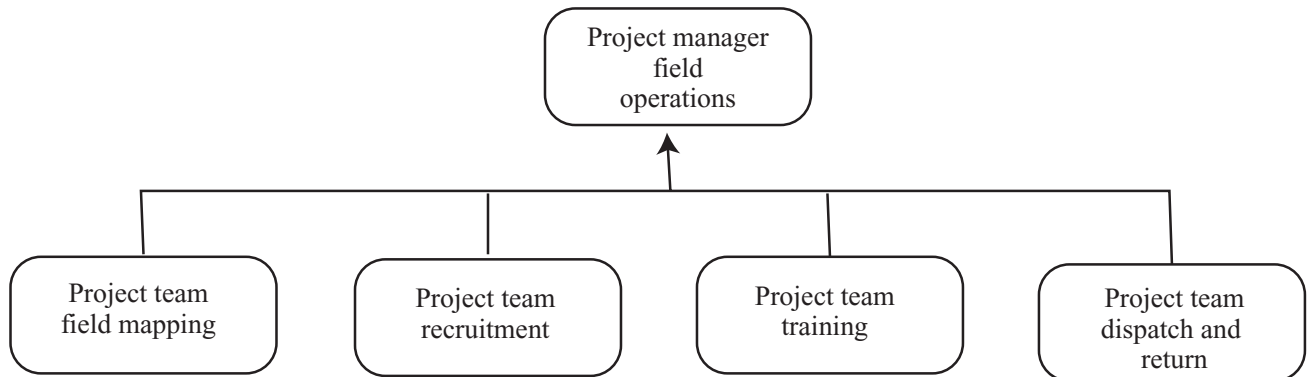 Project manager
field
operations
Project team
field mapping
Project team
recruitment
Project team
training
Project team
dispatch and
return